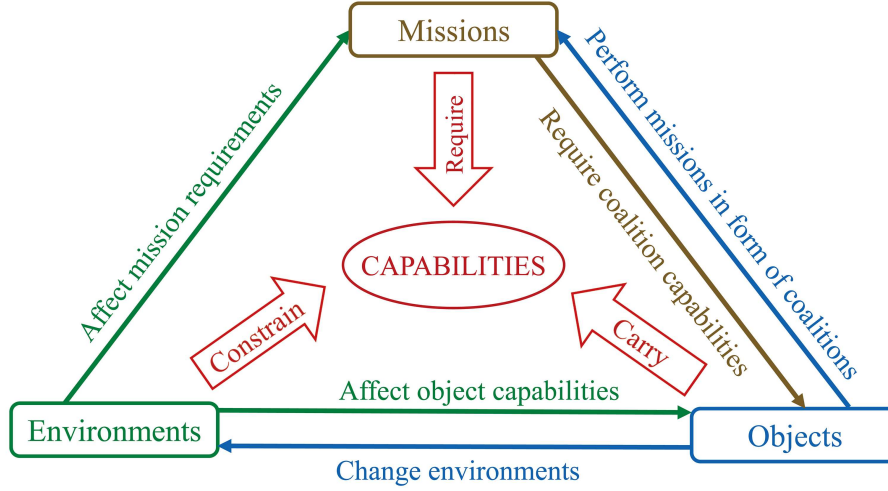 Missions
Affect mission requirements
Require
Require coalition capabilities
Perform missions in form of coalitions
CAPABILITIES
Constrain
Carry
Affect object capabilities
Environments
Objects
Change environments